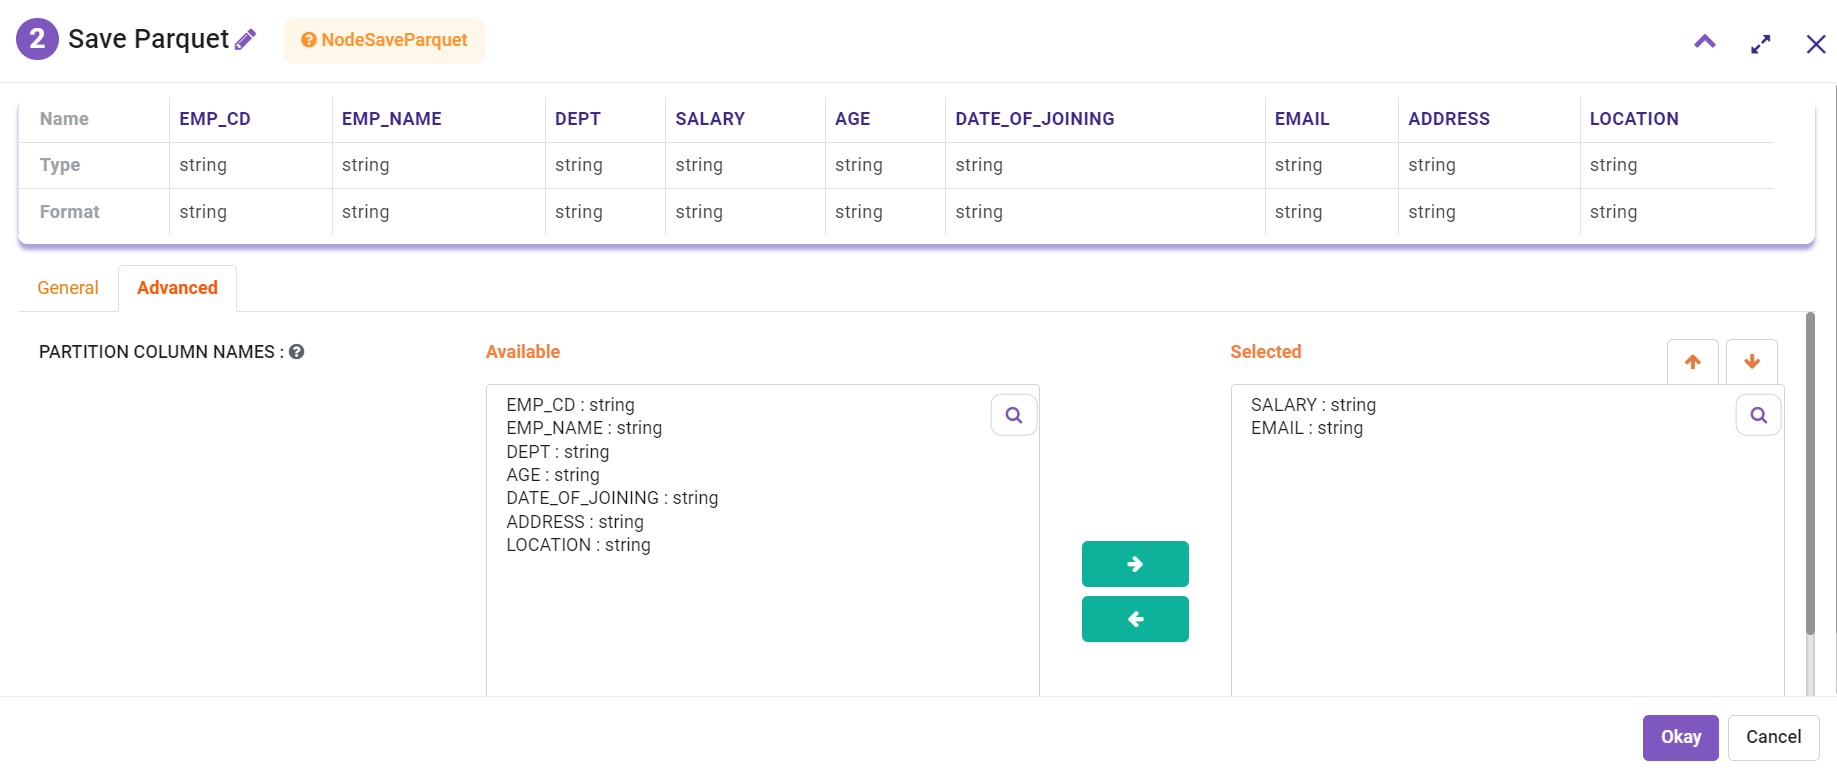 2 Save Parquet NodeSaveParquet
Name EMP_CD EMP_NAME DEPT SALARY AGE DATE_OF_JOINING EMAIL ADDRESS LOCATION
Type string string string string string string string string string
Format string string string string string string string string string
General Advanced
PARTITION COLUMN NAMES : Available Selected
EMP_CD : string
EMP_NAME : string
DEPT : string
AGE : string
DATE_OF_JOINING : string
ADDRESS : string
LOCATION : string
SALARY : string
EMAIL : string
Okay Cancel